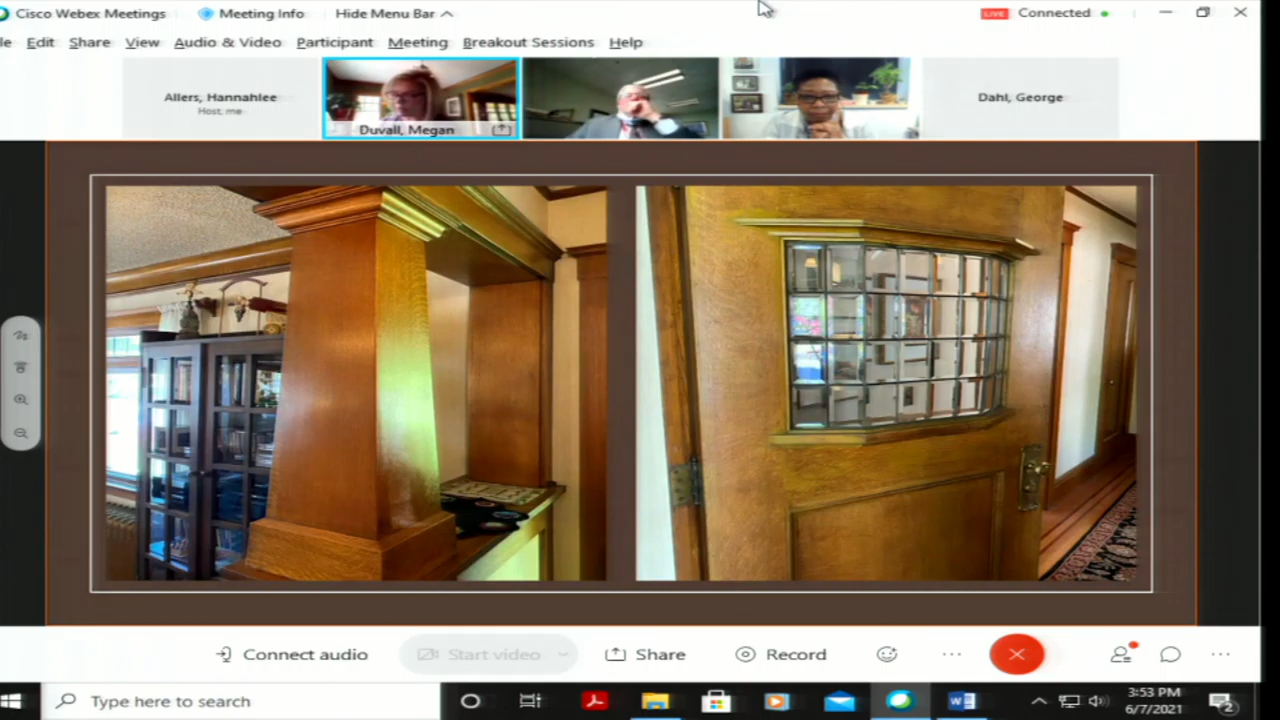 Cisco Webex Meetings Meeting Info Hide Menu Bar LIVE Connected
le Edit Share View Audio & Video Participant Meeting Breakout Sessions Help
Allers, Hannahlee
Host, me
Duvall, Megan
Dahl, George
Connect audio Start video Share Record
Type here to search
3:53 PM
6/7/2021
2